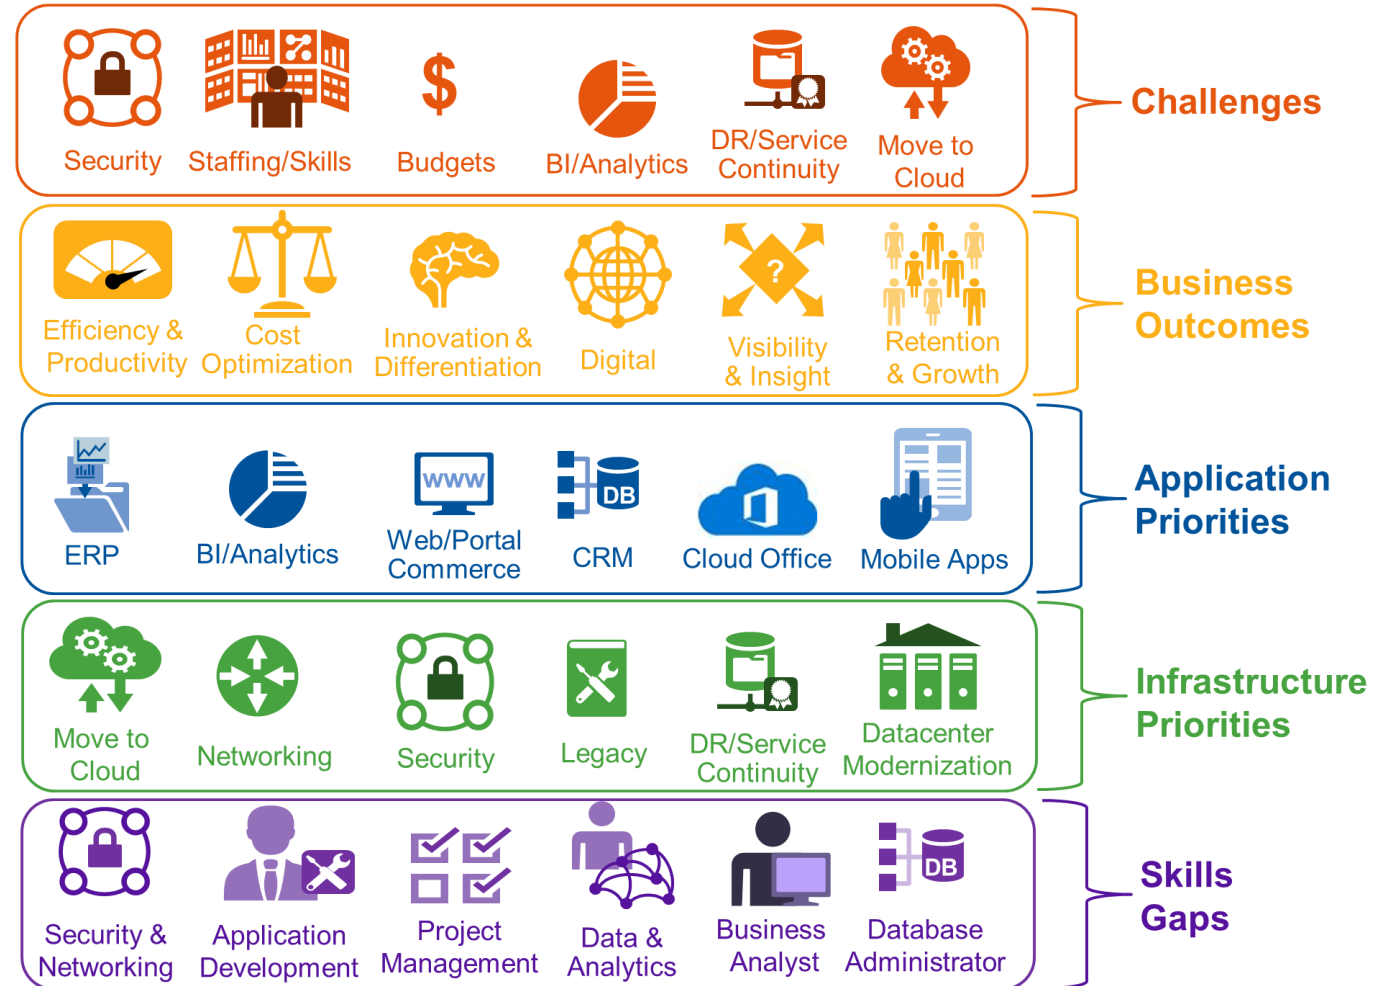 $
Security
Staffing/Skills
Budgets
BI/Analytics
DR/Service
Continuity
Move to
Cloud
Challenges
?
Efficiency &
Productivity
Cost
Optimization
Innovation &
Differentiation
Digital
Visibility
& Insight
Retention
& Growth
Business
Outcomes
www
DB
ERP
BI/Analytics
Web/Portal
Commerce
CRM
Cloud Office
Mobile Apps
Application
Priorities
Move to
Cloud
Networking
Security
Legacy
DR/Service
Continuity
Datacenter
Modernization
Infrastructure
Priorities
DB
Security &
Networking
Application
Development
Project
Management
Data &
Analytics
Business
Analyst
Database
Administrator
Skills
Gaps